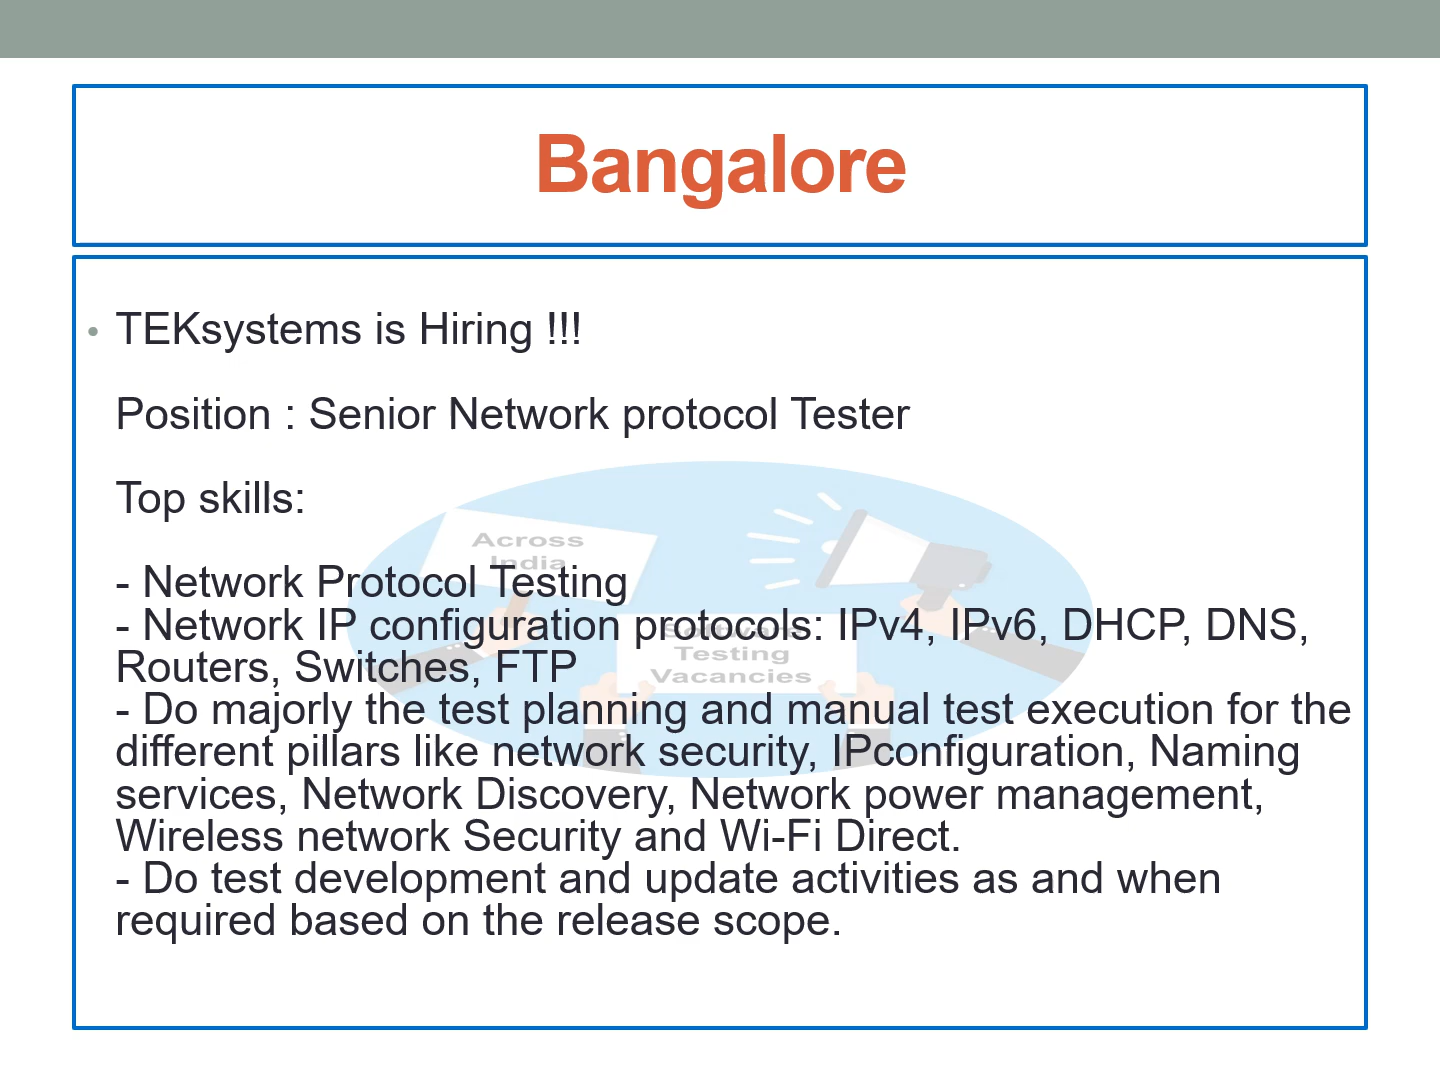 Bangalore
• TEKsystems is Hiring !!!
Position : Senior Network protocol Tester
Top skills:
Across
India
- Network Protocol Testing
- Network IP configuration protocols: IPv4, IPv6, DHCP, DNS,
Software
Testing
Vacancies
Routers, Switches, FTP
- Do majorly the test planning and manual test execution for the
different pillars like network security, IPconfiguration, Naming
services, Network Discovery, Network power management,
Wireless network Security and Wi-Fi Direct.
- Do test development and update activities as and when
required based on the release scope.